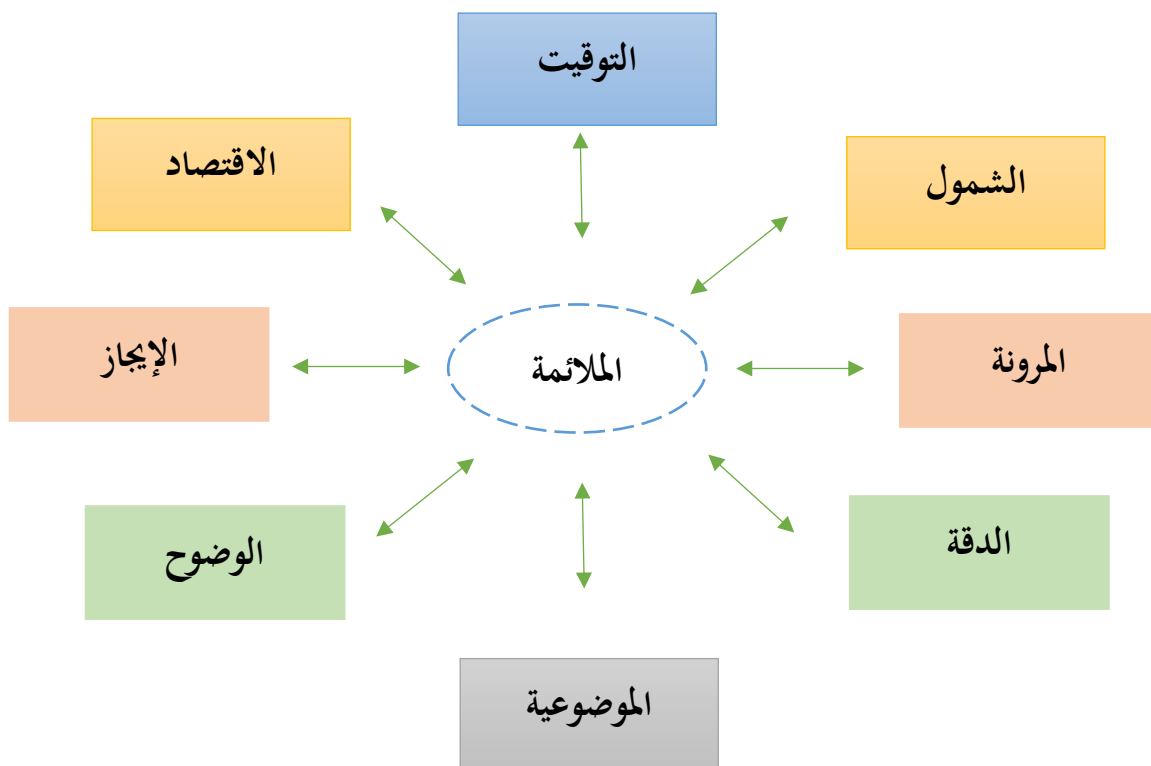 التوقيت
الشمول
الاقتصاد
المرونة
الملائمة
الإيجاز
الدقة
الوضوح
الموضوعية